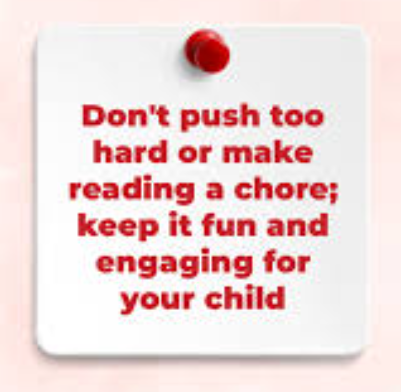 Don't push too
hard or make
reading a chore;
keep it fun and
engaging for
your child